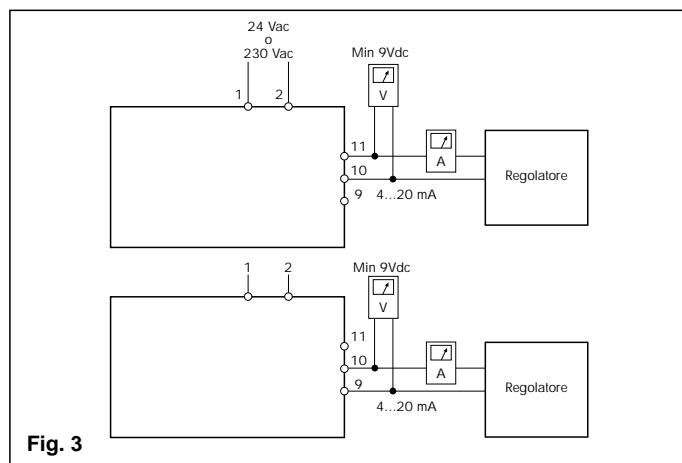 24 Vac
o
230 Vac
Min 9Vdc
1
2
V
11
A
10
Regolatore
9
4...20 mA
1
2
Min 9Vdc
V
11
A
10
Regolatore
9
4...20 mA
Fig. 3